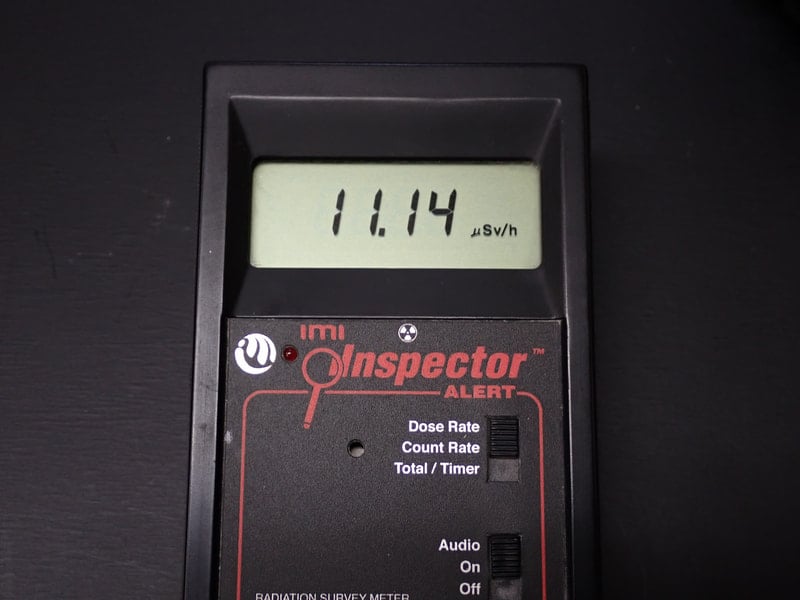 11.14 μSv/h
imi
Inspector™
ALERT
Dose Rate
Count Rate
Total / Timer
Audio
On
Off
RADIATION SURVEY METER